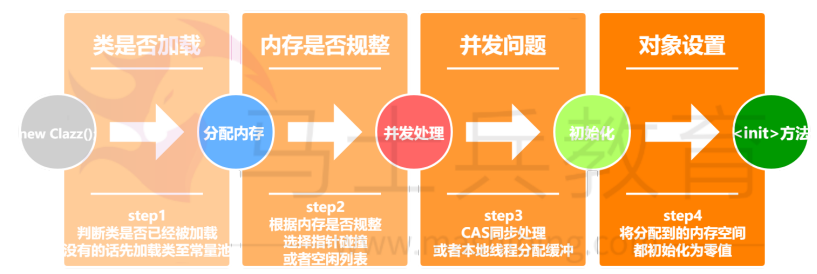 类是否加载
内存是否规整
并发问题
对象设置
new Clazz()
分配内存
并发处理
初始化
<init>方法
step1
判断类是否已经被加载
没有的话先加载类至常量池
step2
根据内存是否规整
选择指针碰撞
或者空闲列表
step3
CAS同步处理
或者本地线程分配缓冲
step4
将分配到的内存空间
都初始化为零值
马士兵教育